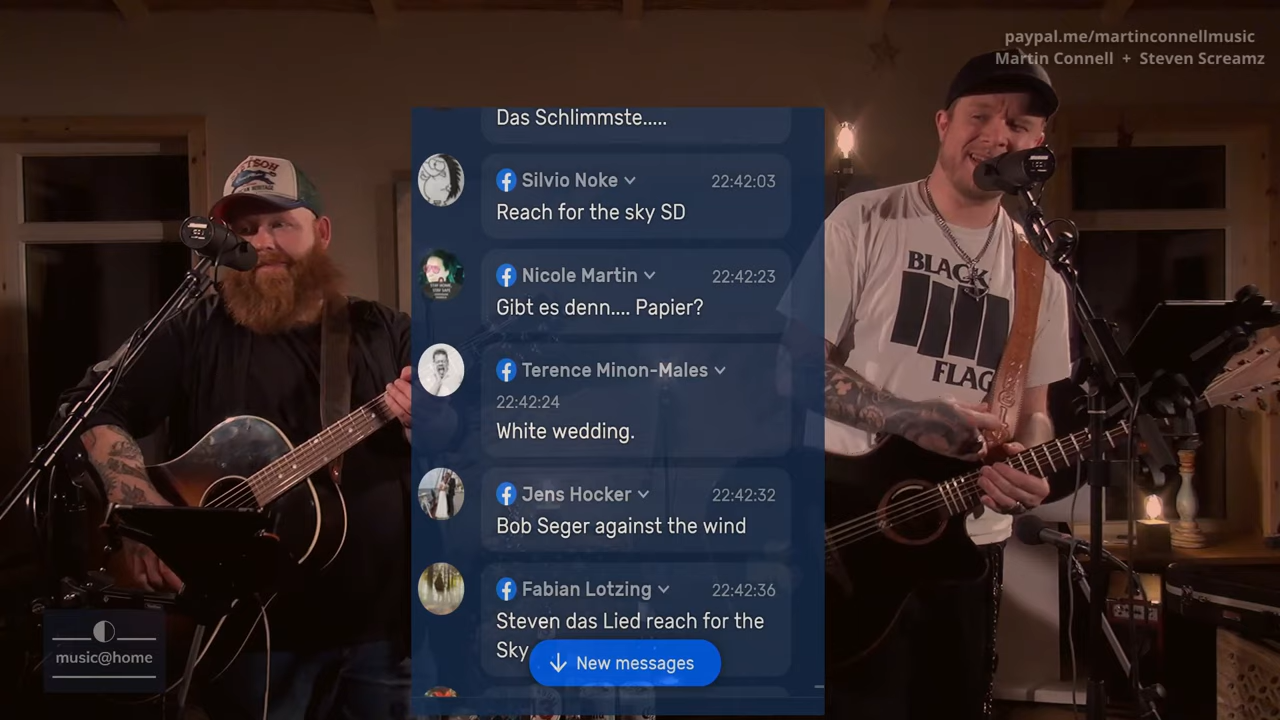 paypal.me/martinconnellmusic
Martin Connell + Steven Screamz
Das Schlimmste.....
Silvio Noke 22:42:03
Reach for the sky SD
Nicole Martin 22:42:23
Gibt es denn.... Papier?
Terence Minon-Males
22:42:24
White wedding.
Jens Hocker 22:42:32
Bob Seger against the wind
Fabian Lotzing 22:42:36
Steven das Lied reach for the
Sky
New messages
BLACK
FLAG
music@home